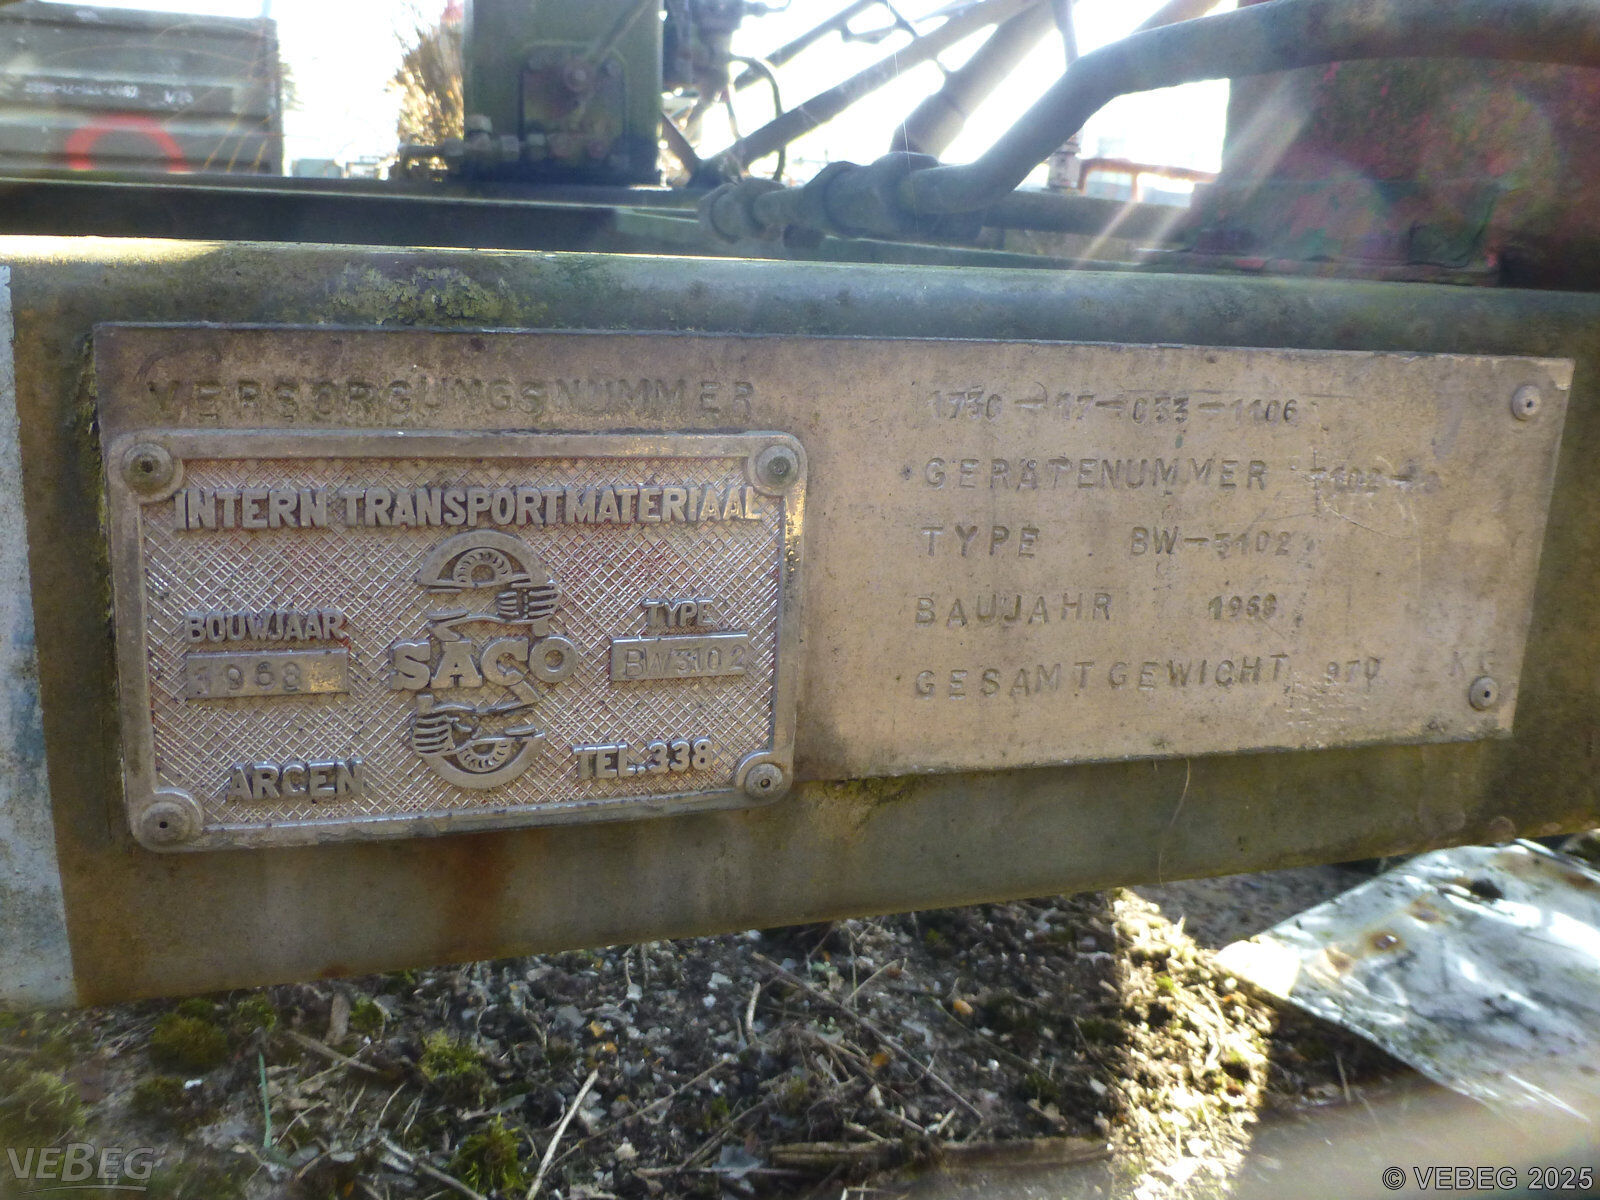 VERSORGUNGSNUMMER 1730-17-033-1106
INTERN TRANSPORTMATERIAAL
BOUWJAAR
1968
SACO
TYPE
BW3102
ARCEN
TEL.338
GERÄTENUMMER
TYPE BW-3102
BAUJAHR 1968
GESAMTGEWICHT 970 KG
VEBEG
© VEBEG 2025